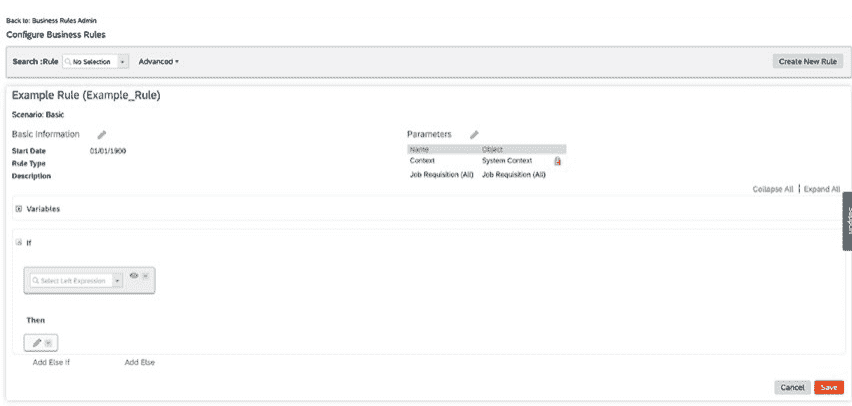 Back to: Business Rules Admin
Configure Business Rules
Search :Rule No Selection Advanced Create New Rule
Example Rule (Example_Rule)
Scenario: Basic
Basic Information Parameters
Start Date 01/01/1900 Name Object
Rule Type Context System Context
Description Job Requisition (All) Job Requisition (All)
Collapse All | Expand All
Variables
Support
If
Select Left Expression
Then
Add Else If Add Else
Cancel Save